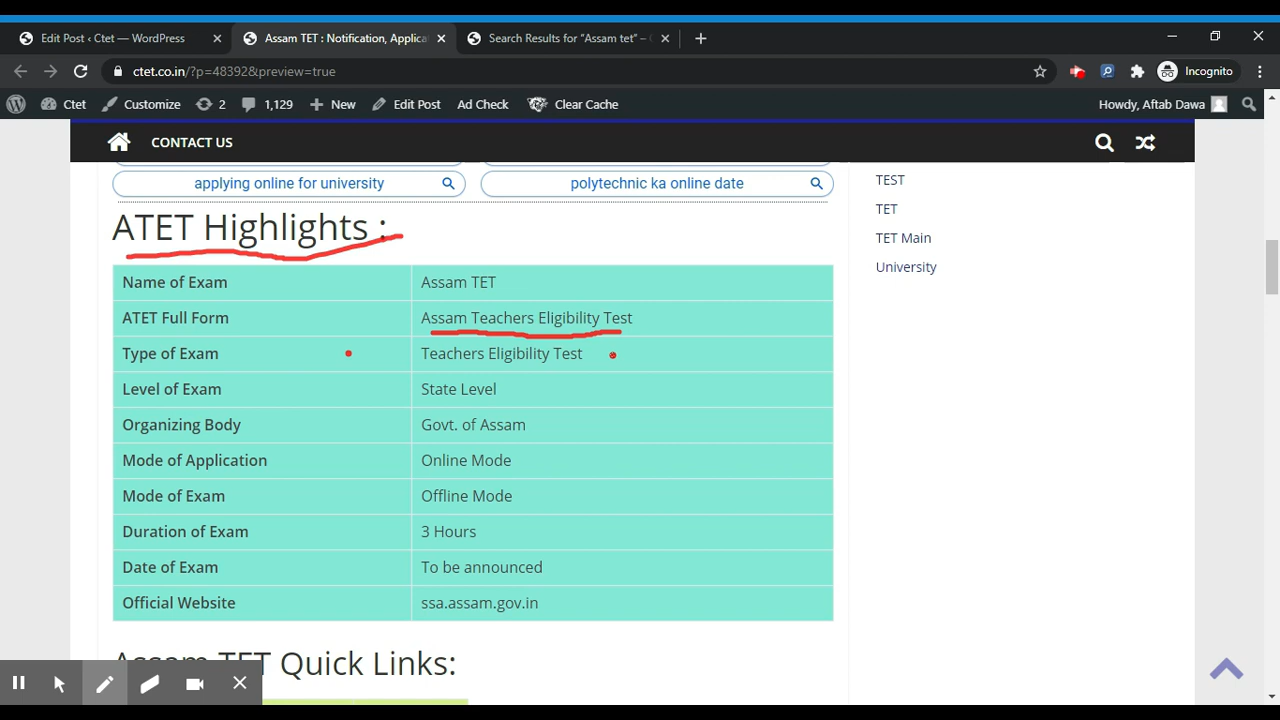 Edit Post ‹ Ctet — WordPress
Assam TET : Notification, Applica
Search Results for “Assam tet” –
ctet.co.in/?p=48392&preview=true
Incognito
Ctet Customize 2 1,129 New Edit Post Ad Check Clear Cache Howdy, Aftab Dawa
CONTACT US
applying online for university
polytechnic ka online date
TEST
TET
TET Main
University
ATET Highlights :
Name of Exam Assam TET
ATET Full Form Assam Teachers Eligibility Test
Type of Exam Teachers Eligibility Test
Level of Exam State Level
Organizing Body Govt. of Assam
Mode of Application Online Mode
Mode of Exam Offline Mode
Duration of Exam 3 Hours
Date of Exam To be announced
Official Website ssa.assam.gov.in
Assam TET Quick Links: